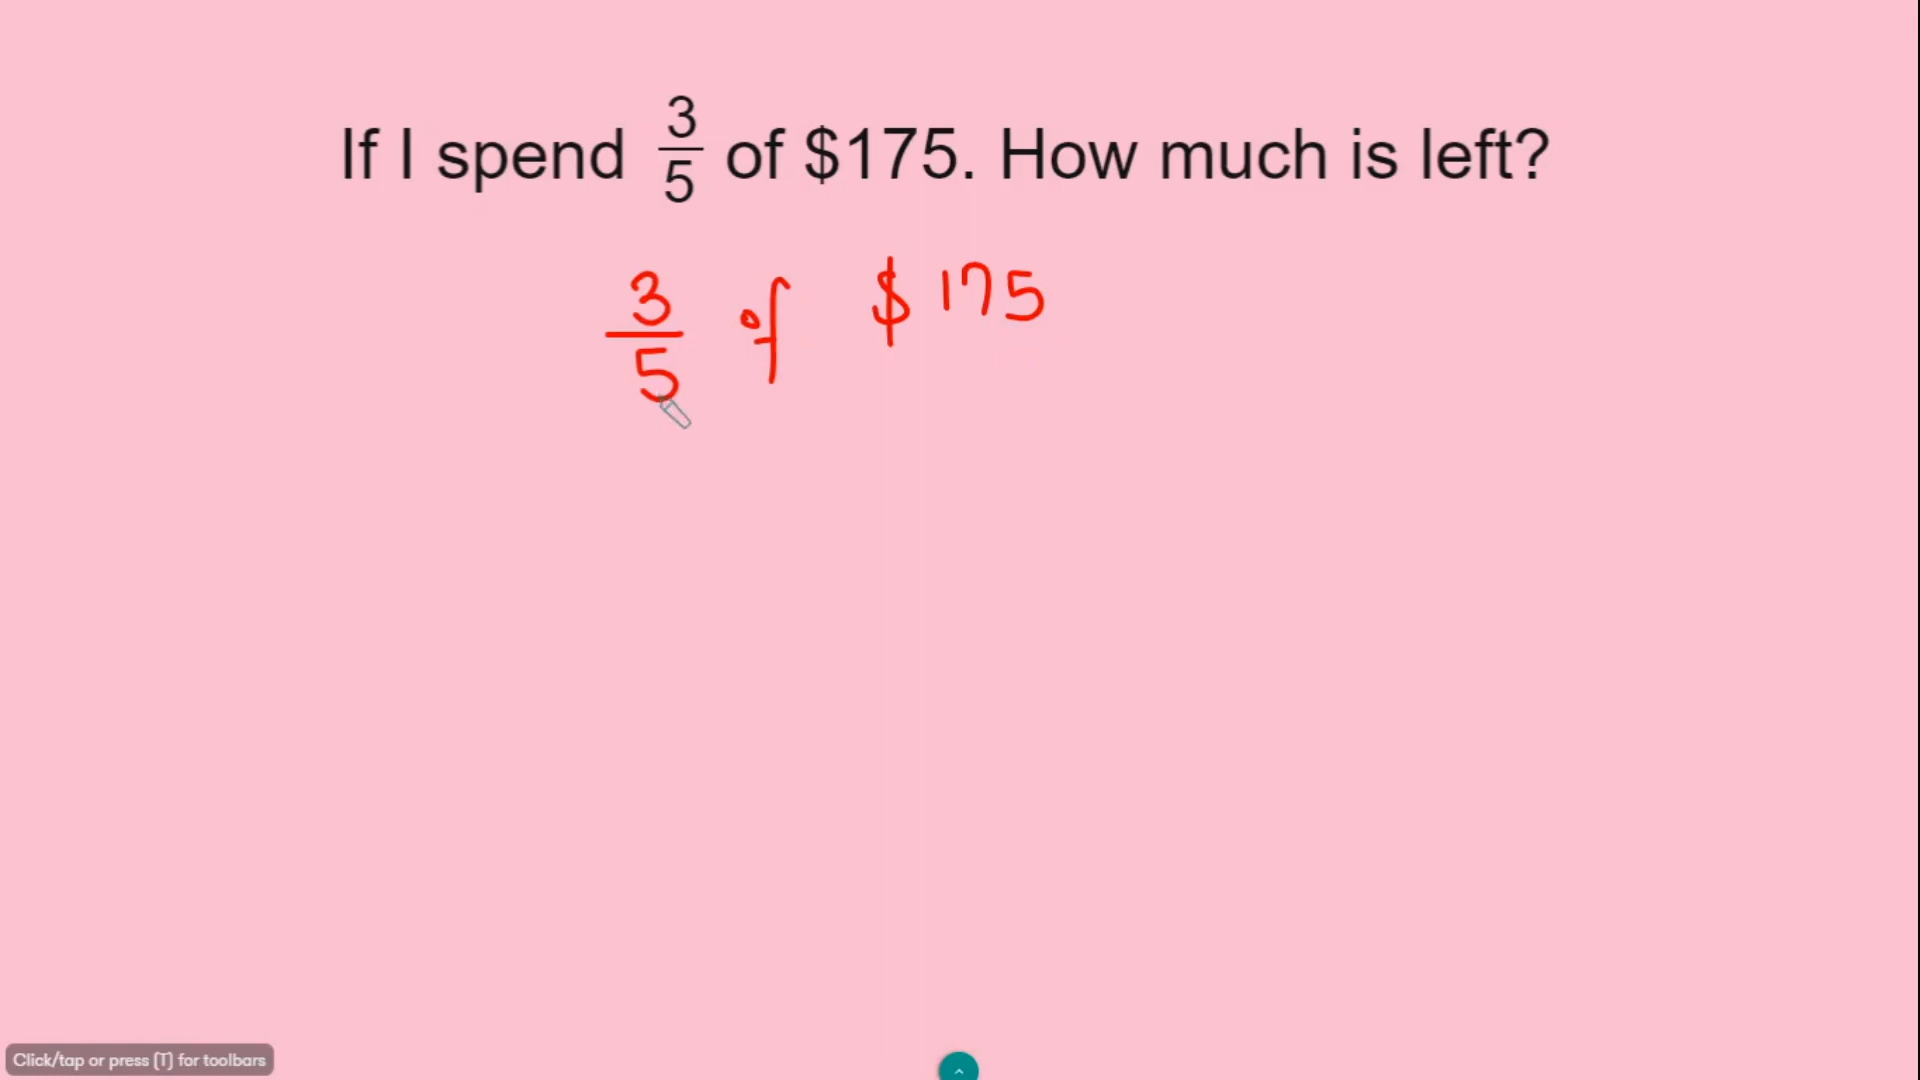 If I spend 3/5 of $175. How much is left?
3/5 of $175
Click/tap or press (T) for toolbars